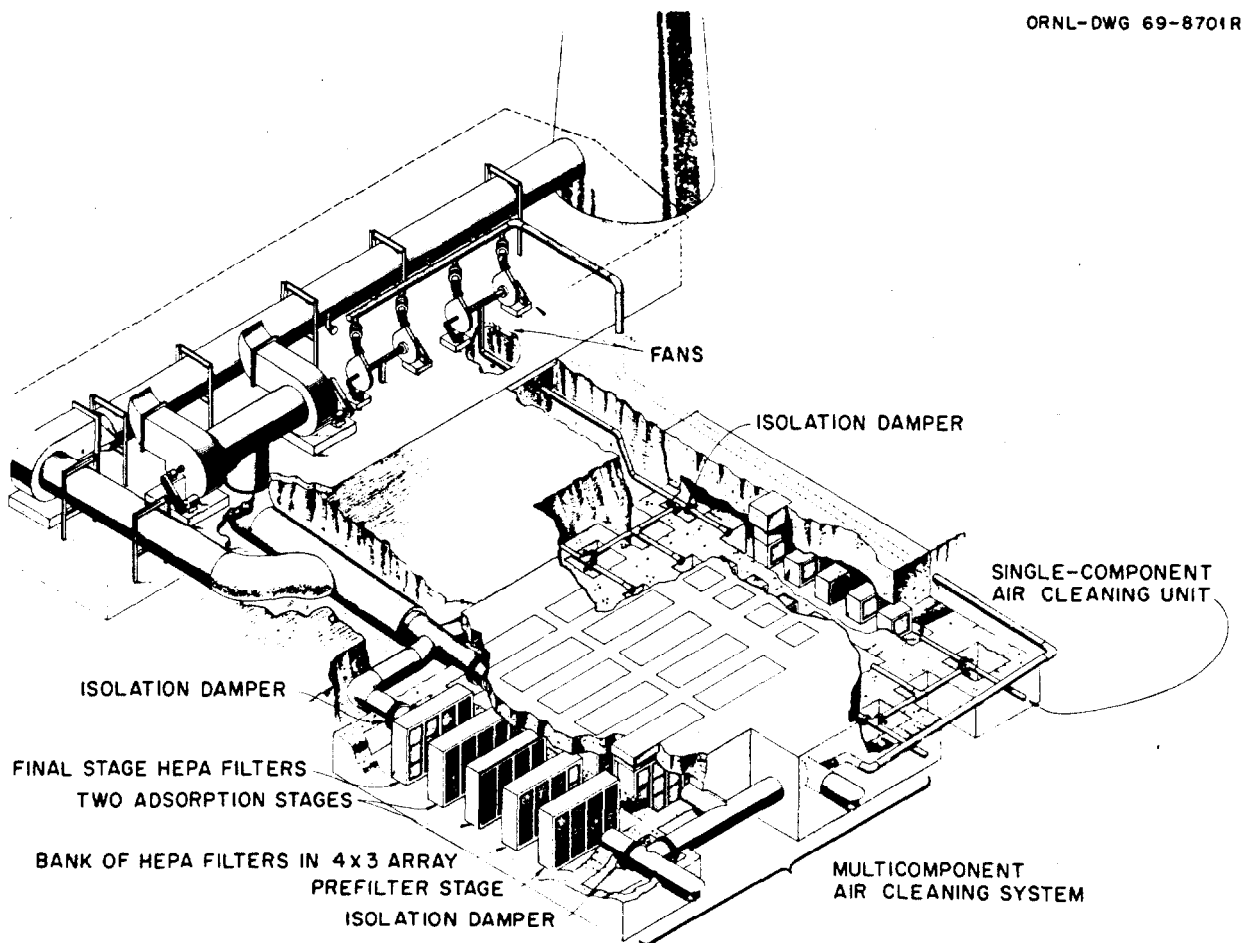 ORNL-DWG 69-8701R
FANS
ISOLATION DAMPER
SINGLE-COMPONENT
AIR CLEANING UNIT
ISOLATION DAMPER
FINAL STAGE HEPA FILTERS
TWO ADSORPTION STAGES
BANK OF HEPA FILTERS IN 4x3 ARRAY
PREFILTER STAGE
ISOLATION DAMPER
MULTICOMPONENT
AIR CLEANING SYSTEM